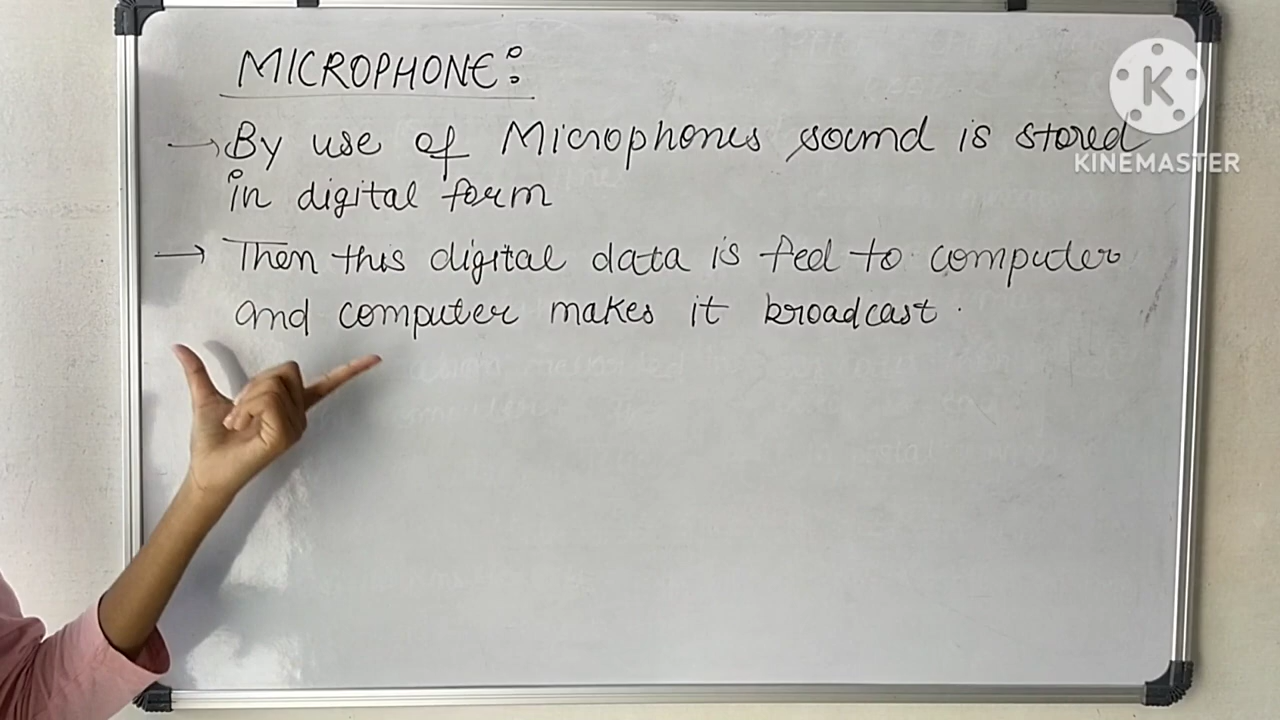 MICROPHONE:
→ By use of Microphones sound is stored
in digital form
→ Then this digital data is fed to computer
and computer makes it broadcast.
K
KINEMASTER